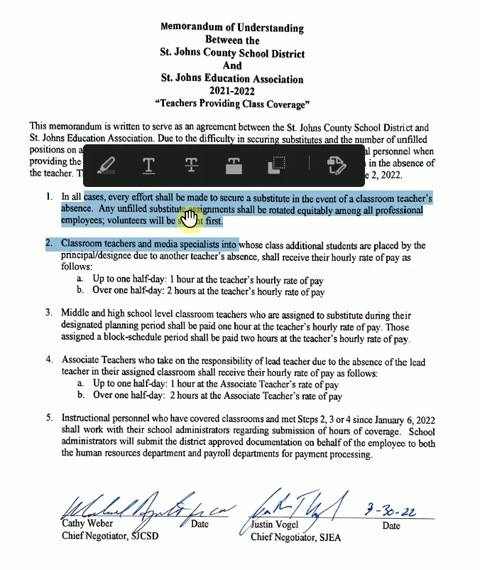 Memorandum of Understanding
Between the
St. Johns County School District
And
St. Johns Education Association
2021-2022
"Teachers Providing Class Coverage"
This memorandum is written to serve as an agreement between the St. Johns County School District and
St. Johns Education Association. Due to the difficulty in securing substitutes and the number of unfilled
positions on personnel when
providing the in the absence of
the teacher. 2, 2022.
1. In all cases, every effort shall be made to secure a substitute in the event of a classroom teacher's
absence. Any unfilled substitute assignments shall be rotated equitably among all professional
employees; volunteers will be first.
2. Classroom teachers and media specialists into whose class additional students are placed by the
principal/designee due to another teacher's absence, shall receive their hourly rate of pay as
follows:
a. Up to one half-day: 1 hour at the teacher's hourly rate of pay
b. Over one half-day: 2 hours at the teacher's hourly rate of pay
3. Middle and high school level classroom teachers who are assigned to substitute during their
designated planning period shall be paid one hour at the teacher's hourly rate of pay. Those
assigned a block-schedule period shall be paid two hours at the teacher's hourly rate of pay.
4. Associate Teachers who take on the responsibility of lead teacher due to the absence of the lead
teacher in their assigned classroom shall receive their hourly rate of pay as follows:
a. Up to one half-day: 1 hour at the Associate Teacher's rate of pay
b. Over one half-day: 2 hours at the Associate Teacher's rate of pay
5. Instructional personnel who have covered classrooms and met Steps 2, 3 or 4 since January 6, 2022
shall work with their school administrators regarding submission of hours of coverage. School
administrators will submit the district approved documentation on behalf of the employee to both
the human resources department and payroll departments for payment processing.
3-30-22
Cathy Weber Date Justin Vogel Date
Chief Negotiator, SJCSD Chief Negotiator, SJEA